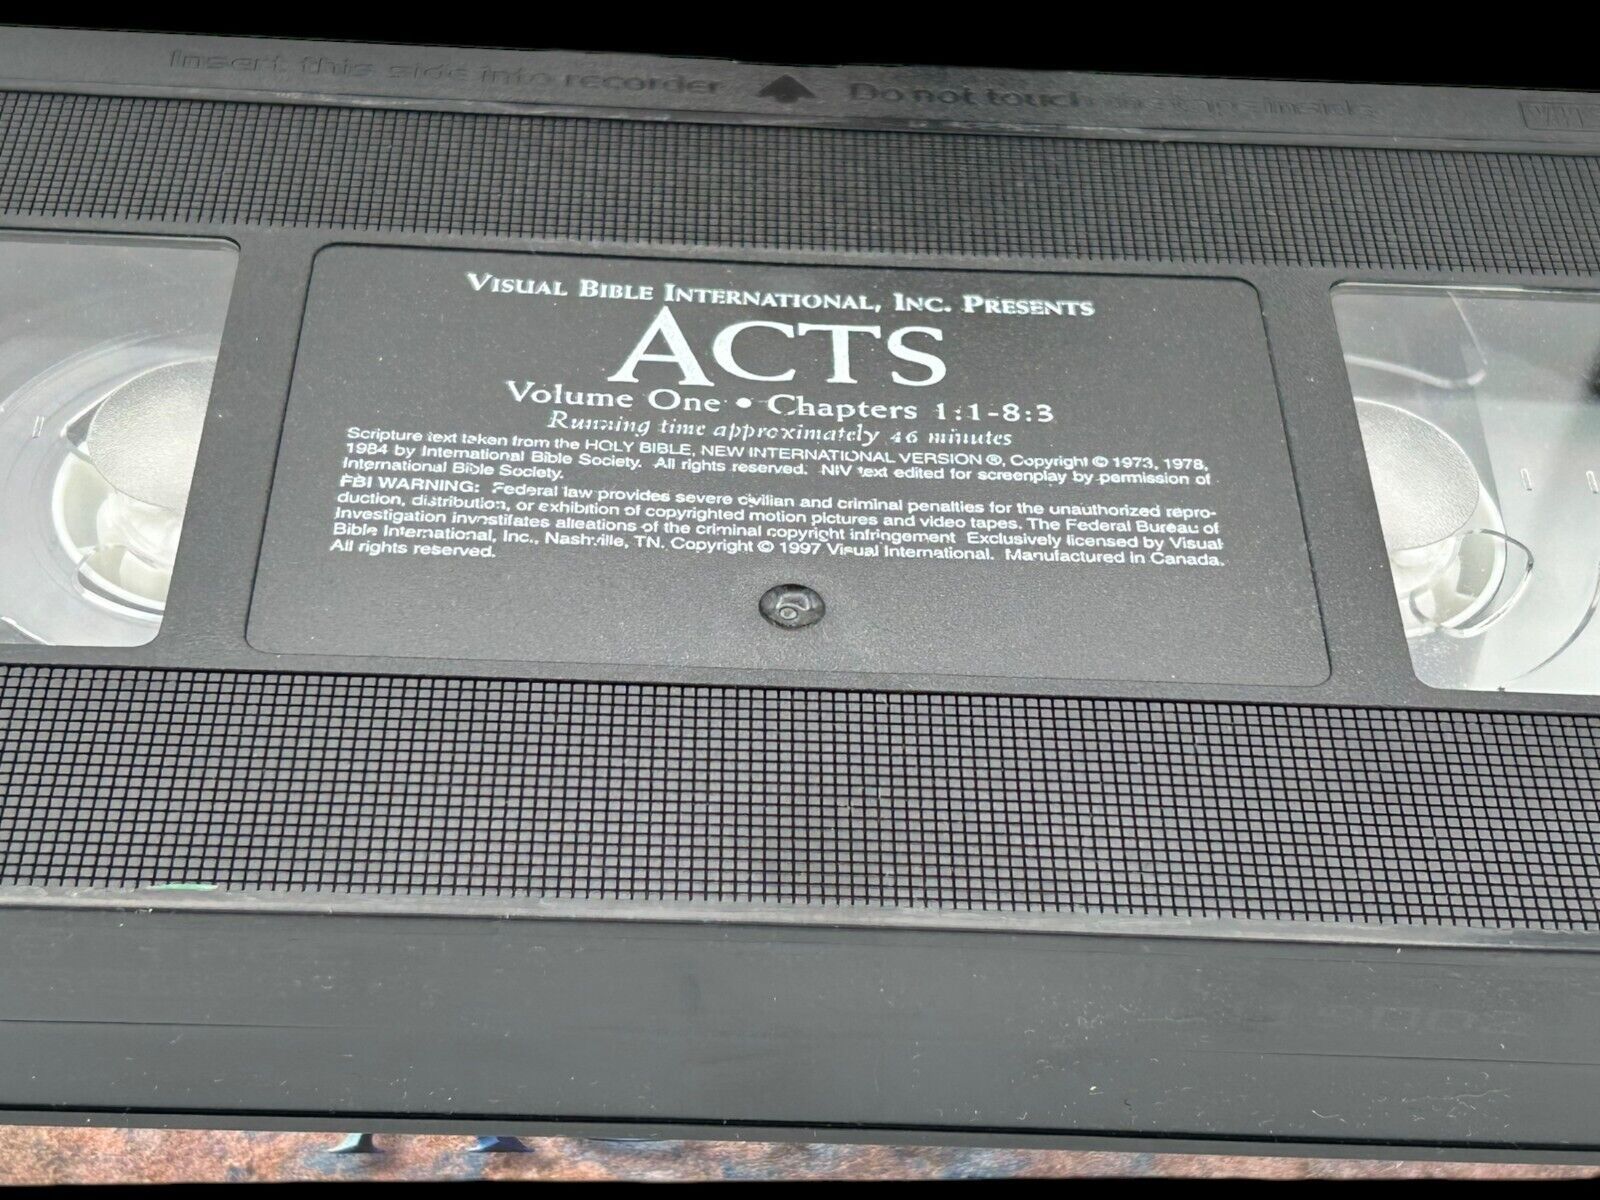 Insert this side into recorder Do not touch the tape inside
VHS
VISUAL BIBLE INTERNATIONAL, INC. PRESENTS
ACTS
Volume One • Chapters 1:1-8:3
Running time approximately 46 minutes
Scripture text taken from the HOLY BIBLE, NEW INTERNATIONAL VERSION ®, Copyright © 1973, 1978,
1984 by International Bible Society. All rights reserved. NIV text edited for screenplay by permission of
International Bible Society.
FBI WARNING: Federal law provides severe civilian and criminal penalties for the unauthorized repro-
duction, distribution, or exhibition of copyrighted motion pictures and video tapes. The Federal Bureau of
Investigation investifates alleations of the criminal copyright infringement Exclusively licensed by Visual
Bible International, Inc., Nashville, TN. Copyright © 1997 Visual International. Manufactured in Canada.
All rights reserved.